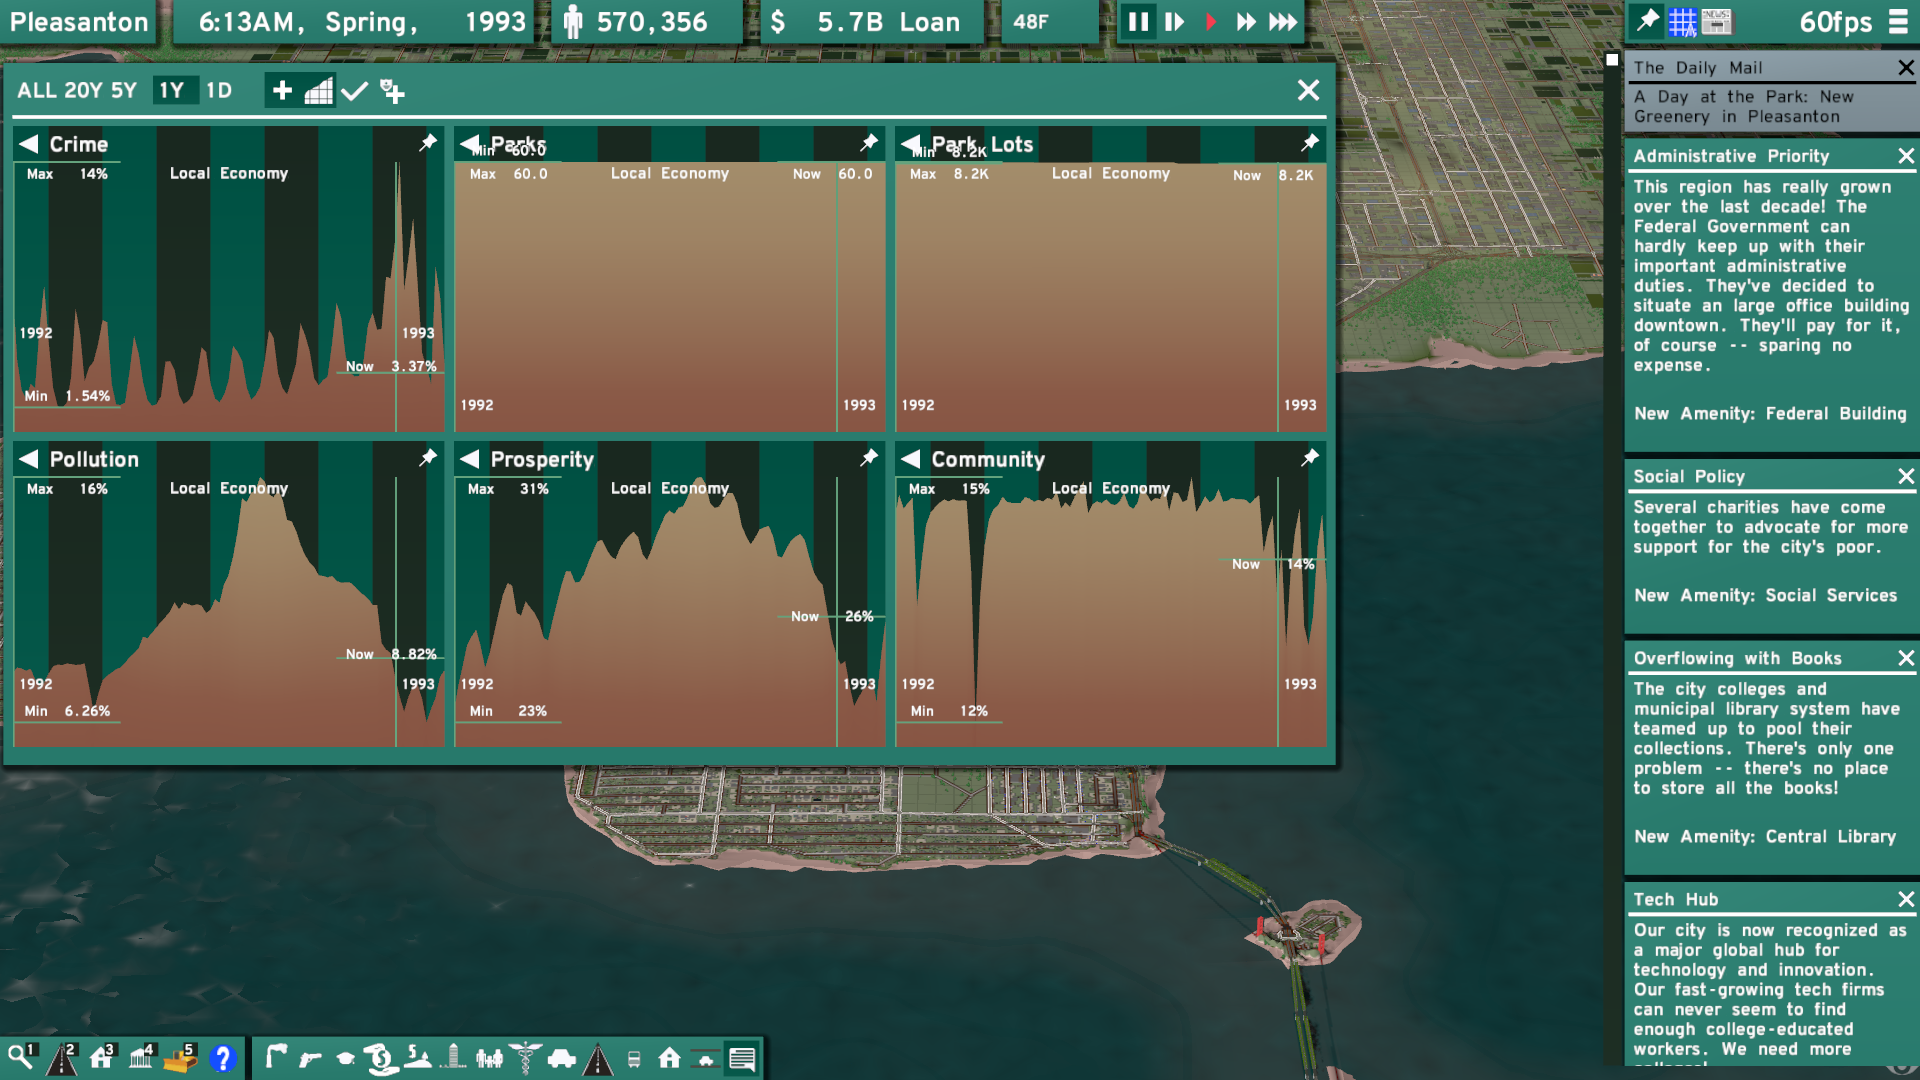 Pleasanton
6:13AM, Spring, 1993
570,356
$ 5.7B Loan
48F
NEWS
60fps
ALL 20Y 5Y 1Y 1D
Crime
Max 14% Local Economy
1992 1993
Now 3.37%
Min 1.54%
Parks
Min 60.0
Max 60.0 Local Economy Now 60.0
1992 1993
Park Lots
Min 8.2K
Max 8.2K Local Economy Now 8.2K
1992 1993
Pollution
Max 16% Local Economy
Now 8.82%
1992 1993
Min 6.26%
Prosperity
Max 31% Local Economy
Now 26%
1992 1993
Min 23%
Community
Max 15% Local Economy
Now 14%
1992 1993
Min 12%
The Daily Mail
A Day at the Park: New
Greenery in Pleasanton
Administrative Priority
This region has really grown
over the last decade! The
Federal Government can
hardly keep up with their
important administrative
duties. They've decided to
situate an large office building
downtown. They'll pay for it,
of course -- sparing no
expense.
New Amenity: Federal Building
Social Policy
Several charities have come
together to advocate for more
support for the city's poor.
New Amenity: Social Services
Overflowing with Books
The city colleges and
municipal library system have
teamed up to pool their
collections. There's only one
problem -- there's no place
to store all the books!
New Amenity: Central Library
Tech Hub
Our city is now recognized as
a major global hub for
technology and innovation.
Our fast-growing tech firms
can never seem to find
enough college-educated
workers. We need more
1 2 3 4 5 ?